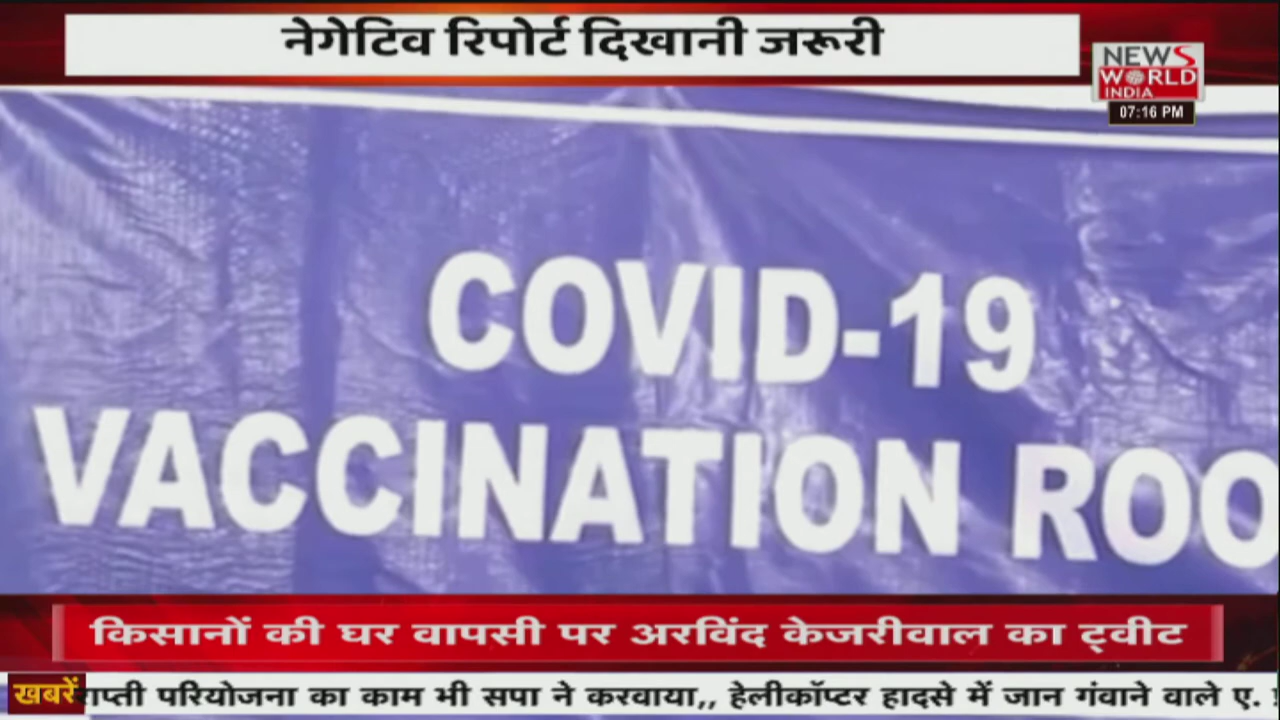 नेगेटिव रिपोर्ट दिखानी जरूरी
NEWS
WORLD
INDIA
07:16 PM
COVID-19
VACCINATION ROO
किसानों की घर वापसी पर अरविंद केजरीवाल का ट्वीट
खबरें
राप्ती परियोजना का काम भी सपा ने करवाया,, हेलीकॉप्टर हादसे में जान गंवाने वाले ए.